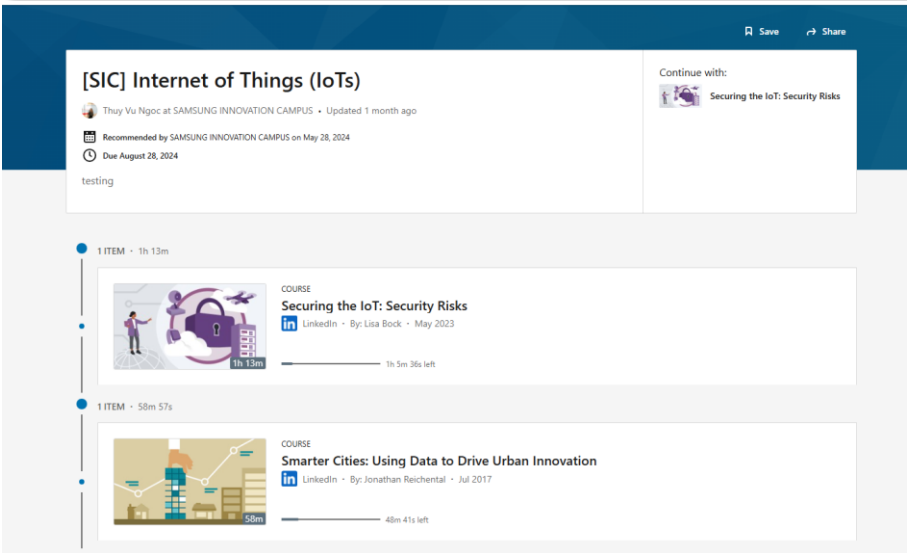 Save
Share
[SIC] Internet of Things (IoTs)
Thuy Vu Ngoc at SAMSUNG INNOVATION CAMPUS • Updated 1 month ago
Recommended by SAMSUNG INNOVATION CAMPUS on May 28, 2024
Due August 28, 2024
testing
Continue with:
Securing the IoT: Security Risks
1 ITEM • 1h 13m
1h 13m
COURSE
Securing the IoT: Security Risks
in LinkedIn • By: Lisa Bock • May 2023
1h 5m 36s left
1 ITEM • 58m 57s
58m
COURSE
Smarter Cities: Using Data to Drive Urban Innovation
in LinkedIn • By: Jonathan Reichental • Jul 2017
48m 41s left